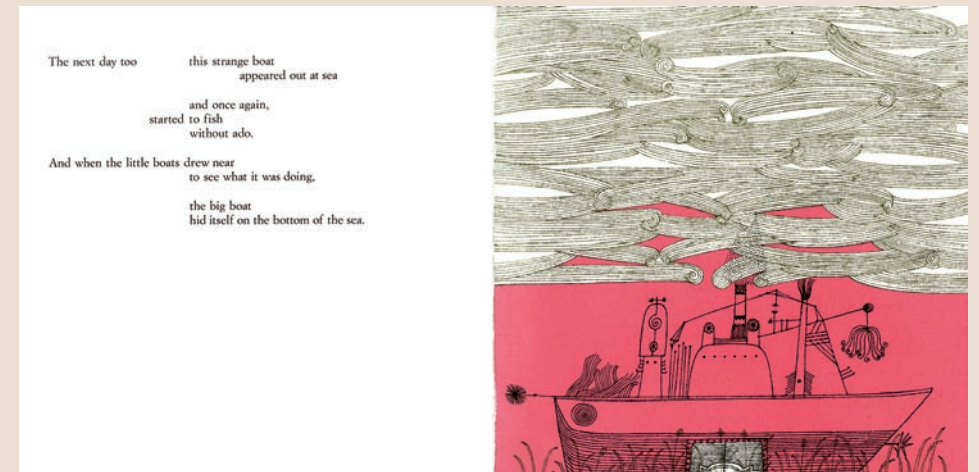 The next day too this strange boat
appeared out at sea
and once again,
started to fish
without ado.
And when the little boats drew near
to see what it was doing,
the big boat
hid itself on the bottom of the sea.